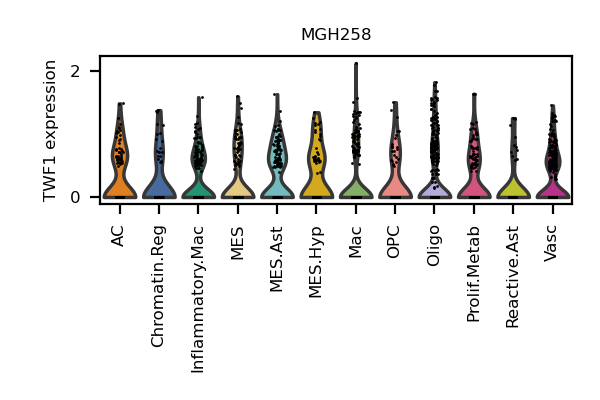 MGH258
TWF1 expression
2
0
AC
Chromatin.Reg
Inflammatory.Mac
MES
MES.Ast
MES.Hyp
Mac
OPC
Oligo
Prolif.Metab
Reactive.Ast
Vasc